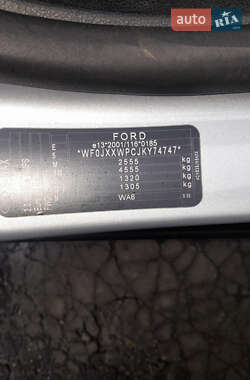 AUTO
RIA
FORD
e13*2001/116*0185
*WF0JXXWPCJKY74747*
2555 kg
4555 kg
1320 kg
1305 kg
WA6